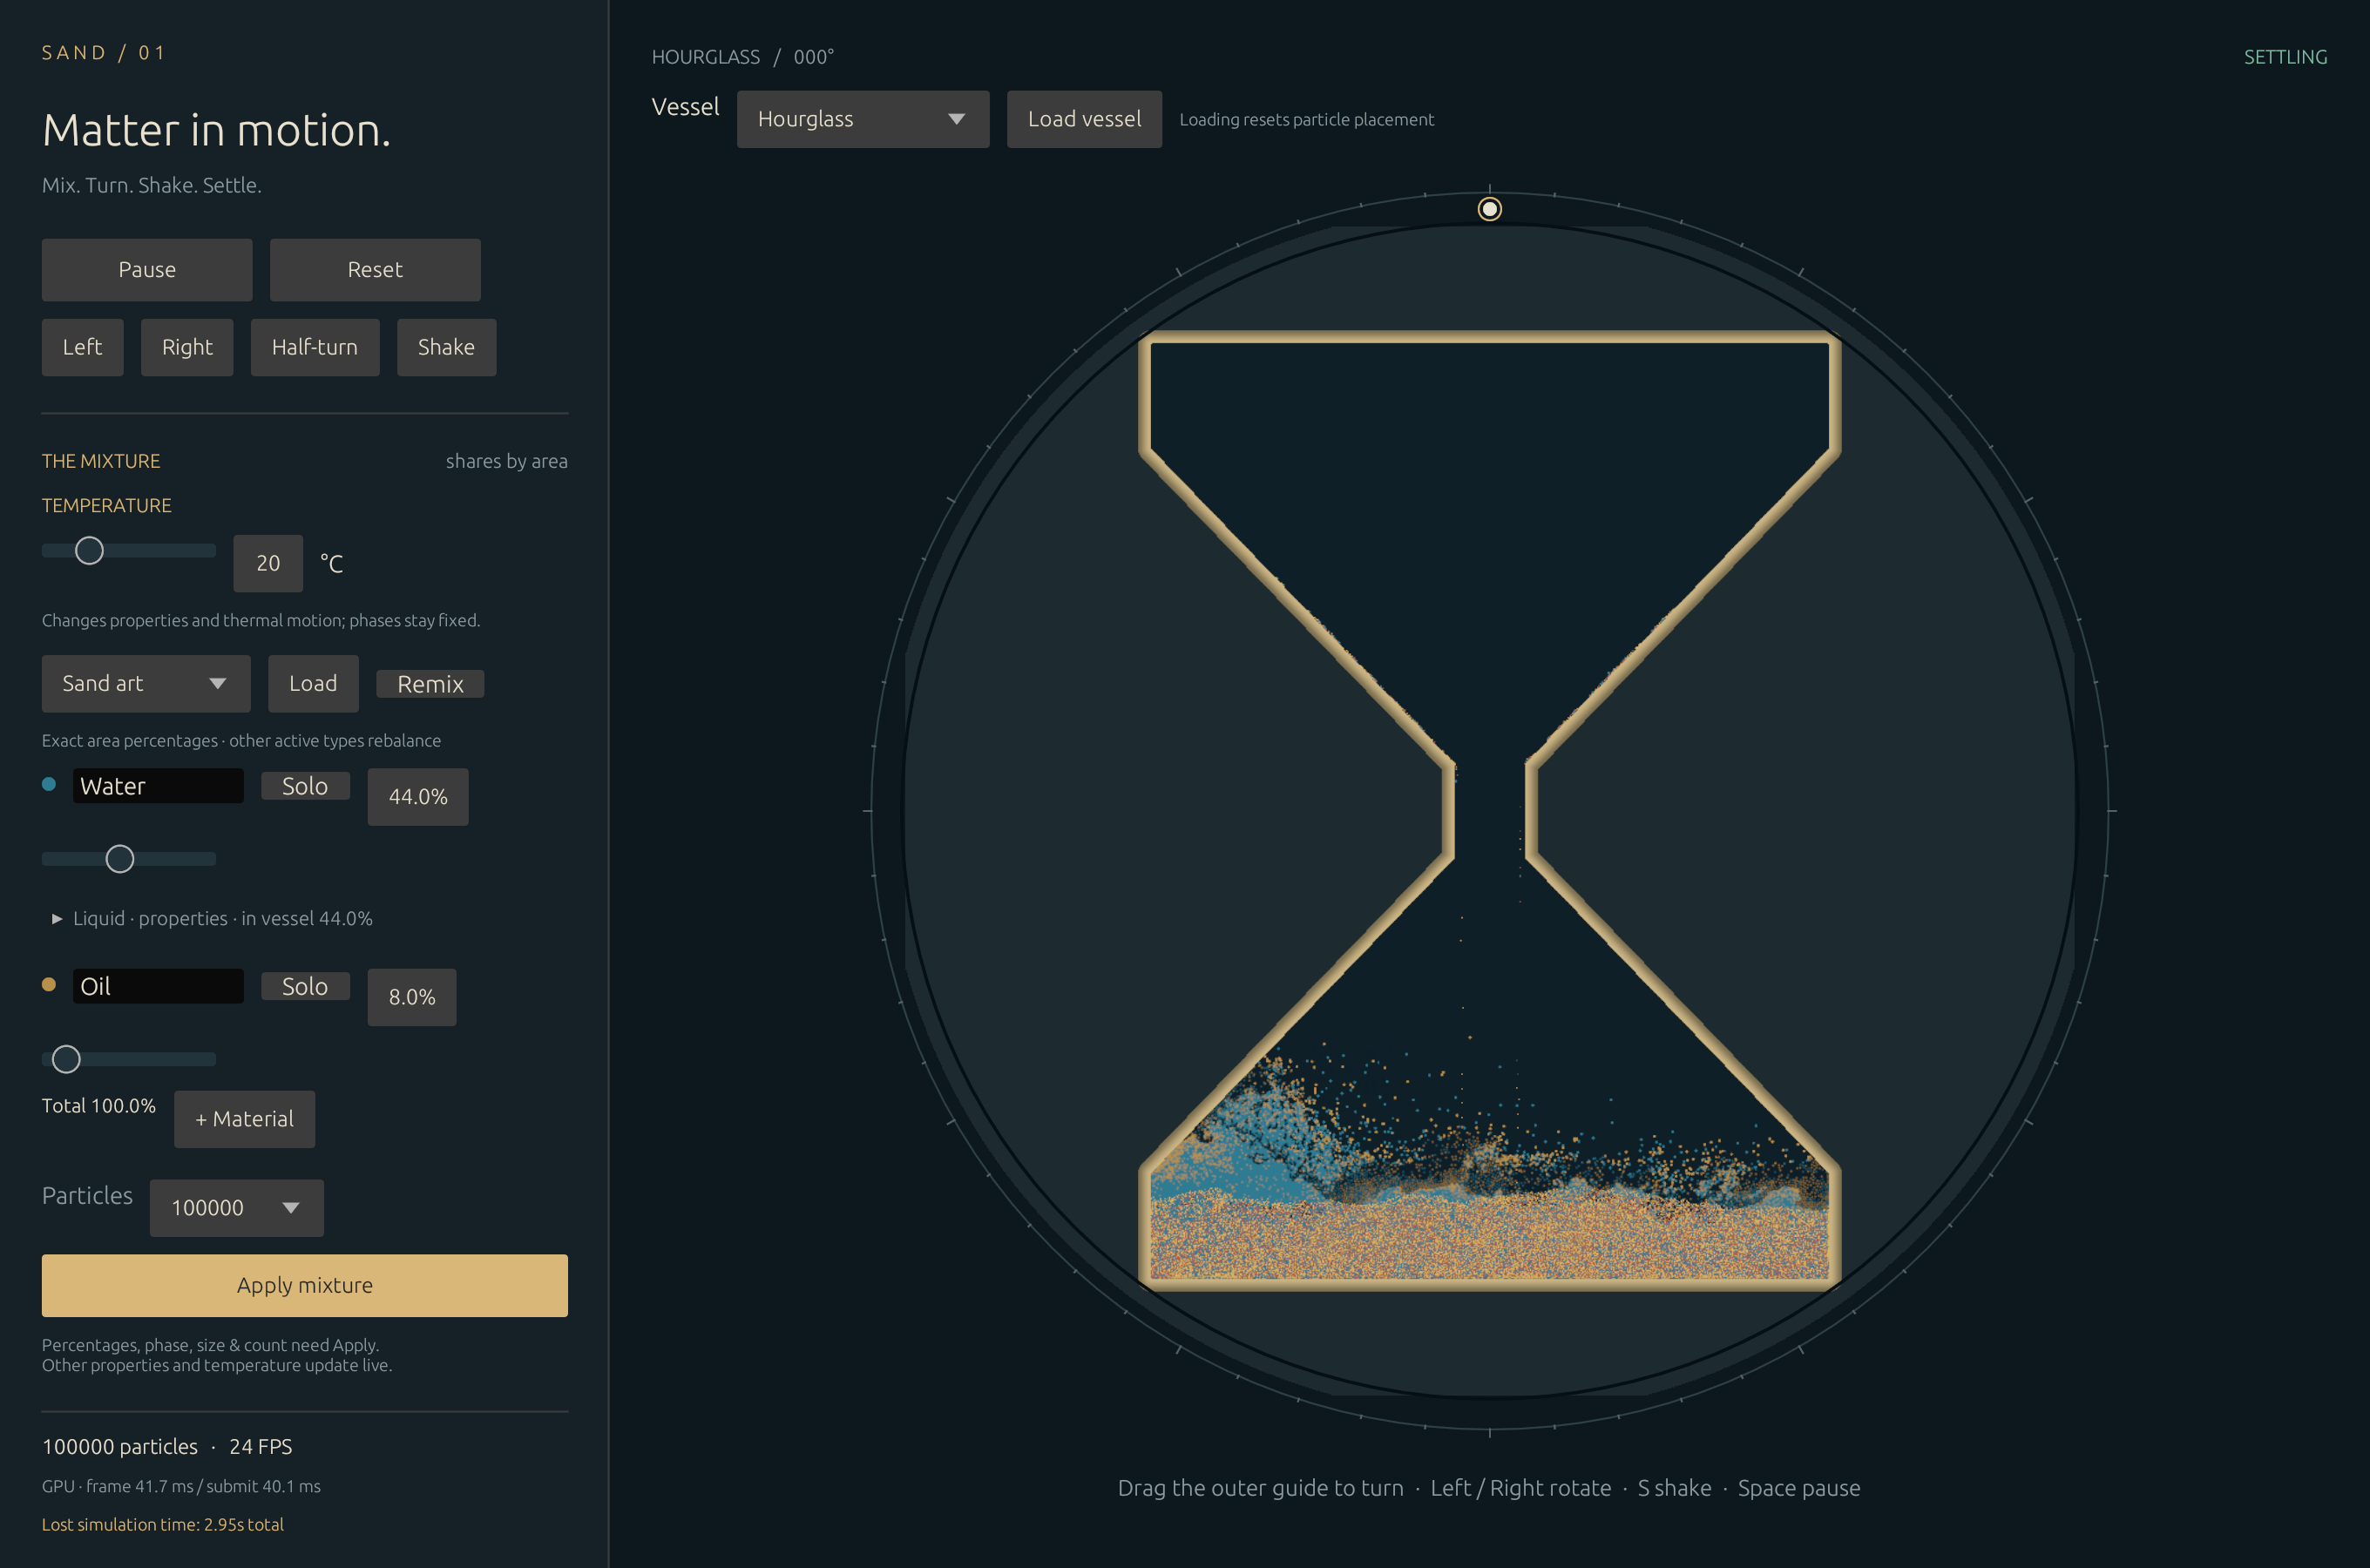 SAND / 01
Matter in motion.
Mix. Turn. Shake. Settle.
Pause
Reset
Left
Right
Half-turn
Shake
THE MIXTURE
shares by area
TEMPERATURE
20
°C
Changes properties and thermal motion; phases stay fixed.
Sand art
Load
Remix
Exact area percentages · other active types rebalance
Water
Solo
44.0%
► Liquid · properties · in vessel 44.0%
Oil
Solo
8.0%
Total 100.0%
+ Material
Particles
100000
Apply mixture
Percentages, phase, size & count need Apply.
Other properties and temperature update live.
100000 particles · 24 FPS
GPU · frame 41.7 ms / submit 40.1 ms
Lost simulation time: 2.95s total
HOURGLASS / 000°
SETTLING
Vessel
Hourglass
Load vessel
Loading resets particle placement
Drag the outer guide to turn · Left / Right rotate · S shake · Space pause